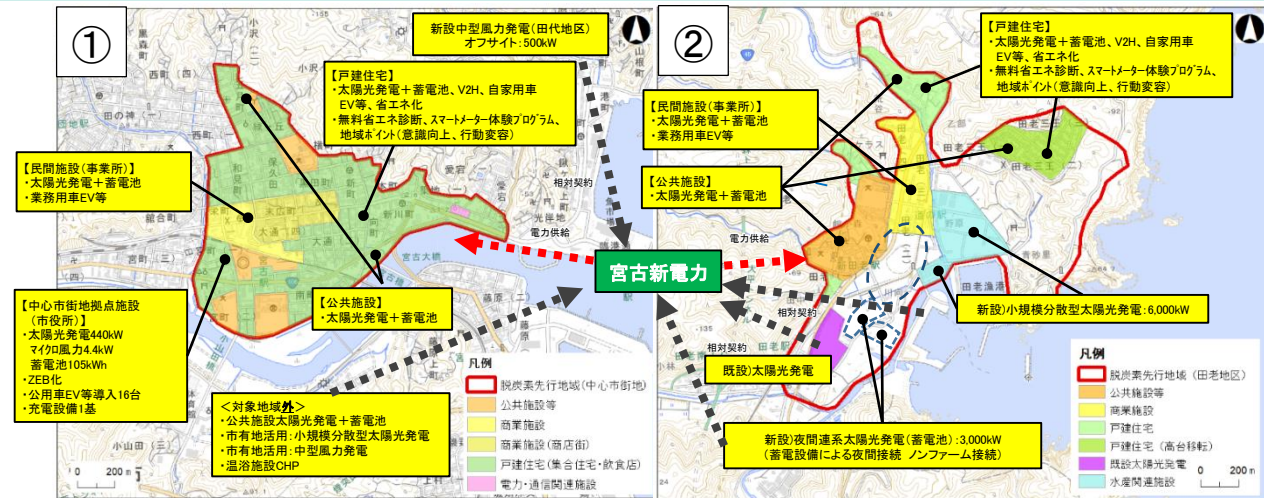 ①
新設中型風力発電(田代地区)
オフサイト:500kW
【戸建住宅】
・太陽光発電+蓄電池、V2H、自家用車
EV等、省エネ化
・無料省エネ診断、スマートメーター体験プログラム、
地域ポイント(意識向上、行動変容)
【民間施設(事業所)】
・太陽光発電+蓄電池
・業務用車EV等
【中心市街地拠点施設
(市役所)】
・太陽光発電440kW
マイクロ風力4.4kW
蓄電池105kWh
・ZEB化
・公用車EV等導入16台
・充電設備1基
【公共施設】
・太陽光発電+蓄電池
<対象地域外>
・公共施設太陽光発電+蓄電池
・市有地活用:小規模分散型太陽光発電
・市有地活用:中型風力発電
・温浴施設CHP
凡例
脱炭素先行地域(中心市街地)
公共施設等
商業施設
商業施設(商店街)
戸建住宅(集合住宅・飲食店)
電力・通信関連施設
0 200 m
相対契約
電力供給
宮古新電力
②
【戸建住宅】
・太陽光発電+蓄電池、V2H、自家用車
EV等、省エネ化
・無料省エネ診断、スマートメーター体験プログラム、
地域ポイント(意識向上、行動変容)
【民間施設(事業所)】
・太陽光発電+蓄電池
・業務用車EV等
【公共施設】
・太陽光発電+蓄電池
電力供給
相対契約
相対契約
既設)太陽光発電
新設)小規模分散型太陽光発電:6,000kW
新設)夜間連系太陽光発電(蓄電池):3,000kW
(蓄電設備による夜間接続 ノンファーム接続)
凡例
脱炭素先行地域(田老地区)
公共施設等
商業施設
戸建住宅
戸建住宅(高台移転)
既設太陽光発電
水産関連施設
0 200 m
宮古大橋
小山田(三)
藤原(二)
田老漁港
青砂里
田老駅